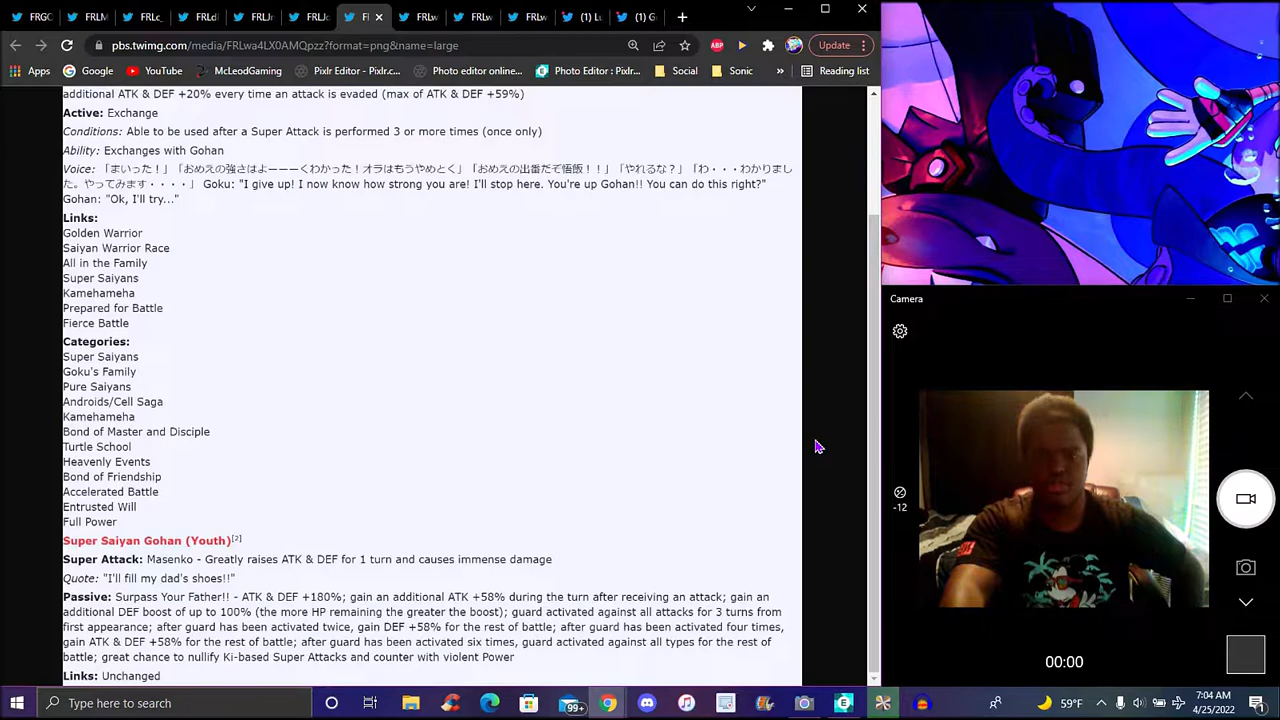 FRGC
FRLM
FRLc_
FRLdl
FRLJr
FRLJc
Fl
FRLw
FRLw
FRLw
(1) Lu
(1) G
pbs.twimg.com/media/FRLwa4LX0AMQpzz?format=png&name=large
ABP
Update
Apps Google YouTube McLeodGaming Pixlr Editor - Pixlr.c... Photo editor online... Photo Editor : Pixlr... Social Sonic » Reading list
additional ATK & DEF +20% every time an attack is evaded (max of ATK & DEF +59%)
Active: Exchange
Conditions: Able to be used after a Super Attack is performed 3 or more times (once only)
Ability: Exchanges with Gohan
Voice: 「まいった！」「おめえの強さはよーーーくわかった！オラはもうやめとく」「おめえの出番だぞ悟飯！！」「やれるな？」「わ・・・わかりまし
た。やってみます・・・・」 Goku: "I give up! I now know how strong you are! I'll stop here. You're up Gohan!! You can do this right?"
Gohan: "Ok, I'll try..."
Links:
Golden Warrior
Saiyan Warrior Race
All in the Family
Super Saiyans
Kamehameha
Prepared for Battle
Fierce Battle
Categories:
Super Saiyans
Goku's Family
Pure Saiyans
Androids/Cell Saga
Kamehameha
Bond of Master and Disciple
Turtle School
Heavenly Events
Bond of Friendship
Accelerated Battle
Entrusted Will
Full Power
Super Saiyan Gohan (Youth)[2]
Super Attack: Masenko - Greatly raises ATK & DEF for 1 turn and causes immense damage
Quote: "I'll fill my dad's shoes!!"
Passive: Surpass Your Father!! - ATK & DEF +180%; gain an additional ATK +58% during the turn after receiving an attack; gain an
additional DEF boost of up to 100% (the more HP remaining the greater the boost); guard activated against all attacks for 3 turns from
first appearance; after guard has been activated twice, gain DEF +58% for the rest of battle; after guard has been activated four times,
gain ATK & DEF +58% for the rest of battle; after guard has been activated six times, guard activated against all types for the rest of
battle; great chance to nullify Ki-based Super Attacks and counter with violent Power
Links: Unchanged
Camera
-12
00:00
Type here to search
99+
59°F
7:04 AM
4/25/2022
1